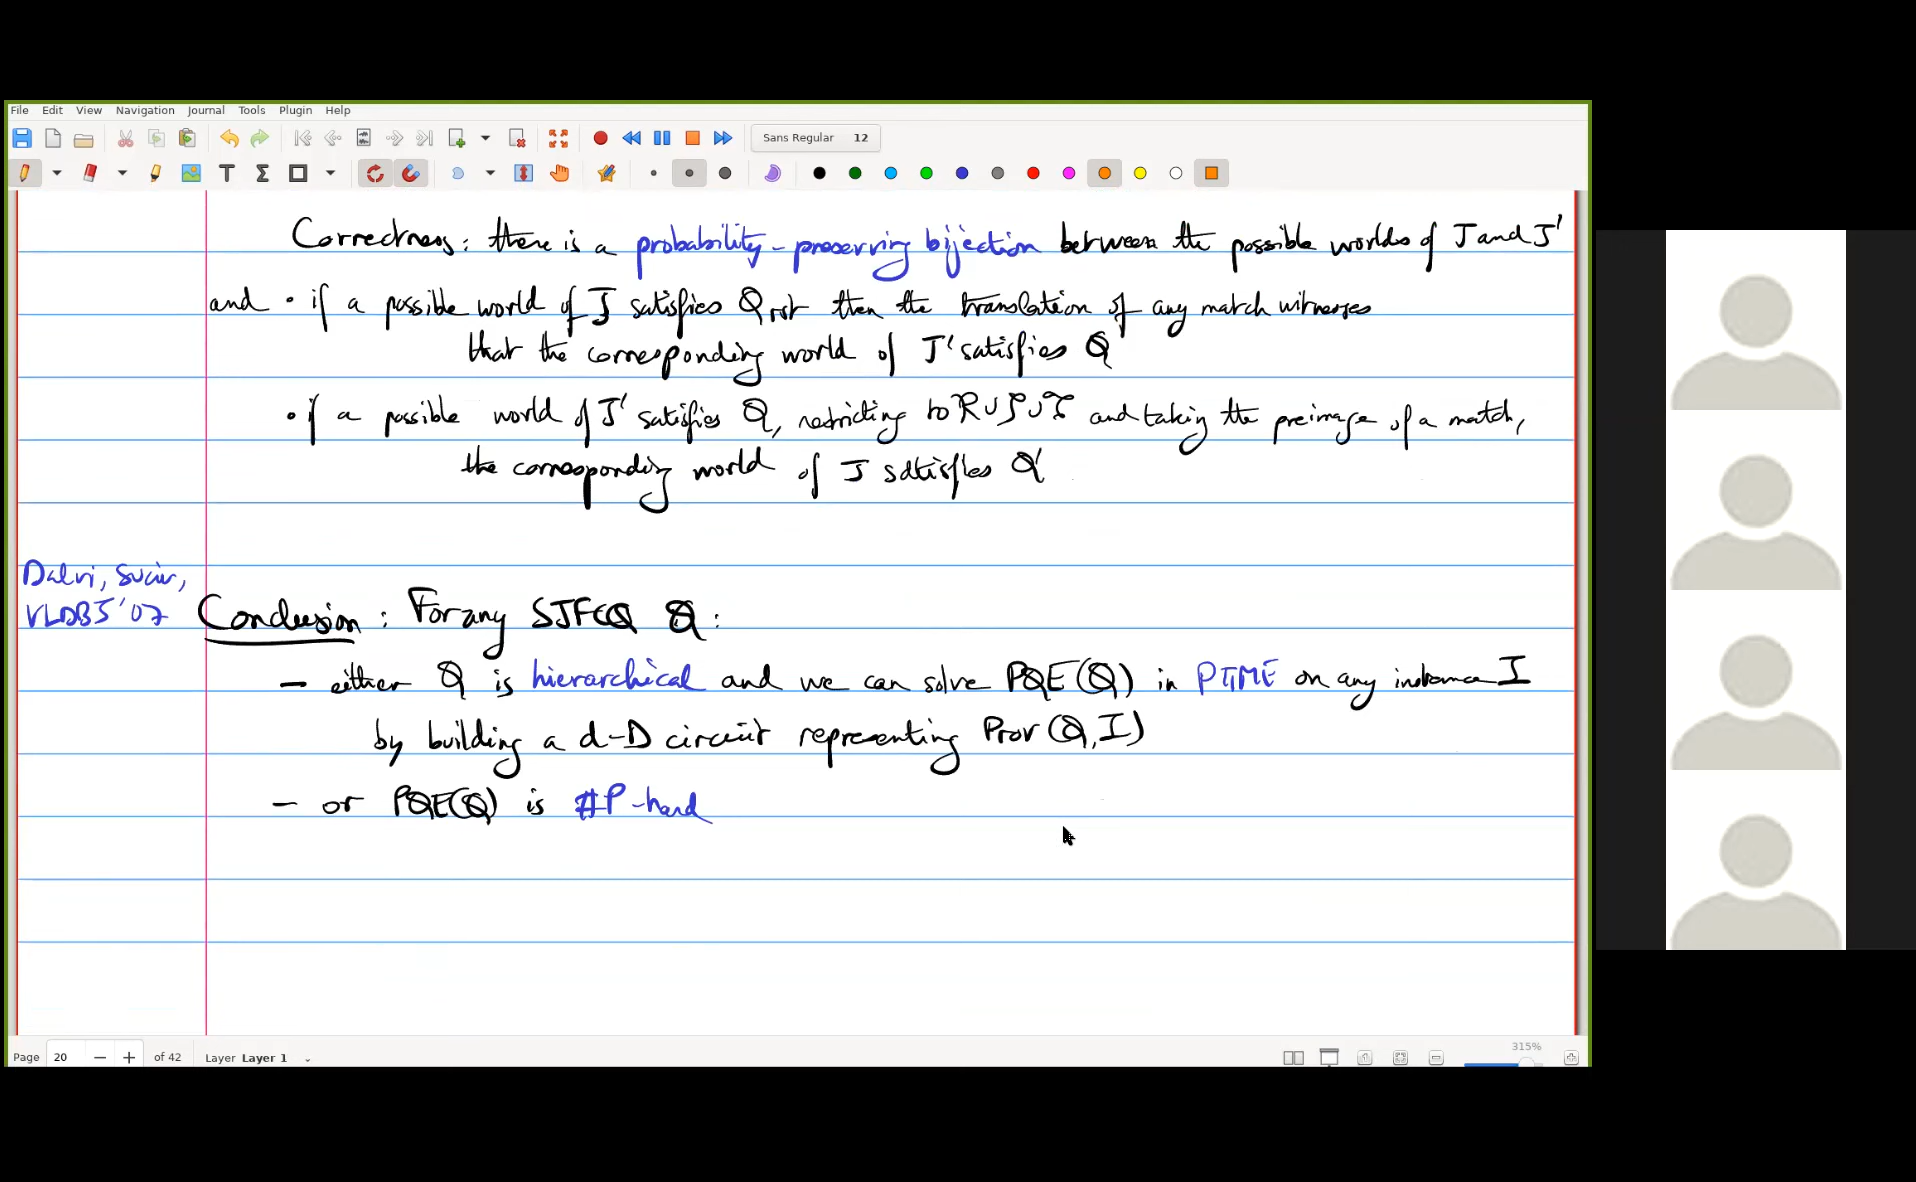 File Edit View Navigation Journal Tools Plugin Help
Sans Regular 12
Correctness: there is a probability-preserving bijection between the possible worlds of J and J'
and • if a possible world of J satisfies Qrst then the translation of any match witnesses
that the corresponding world of J' satisfies Q
• if a possible world of J' satisfies Q, restricting to R∪S∪T and taking the preimage of a match,
the corresponding world of J satisfies Q'
Dalvi, Suciu,
VLDBJ'07
Conclusion: For any SJFCQ Q:
- either Q is hierarchical and we can solve PQE(Q) in PTIME on any instance I
by building a d-D circuit representing Prov(Q,I)
- or PQE(Q) is #P-hard
Page 20 of 42 Layer Layer 1
315%